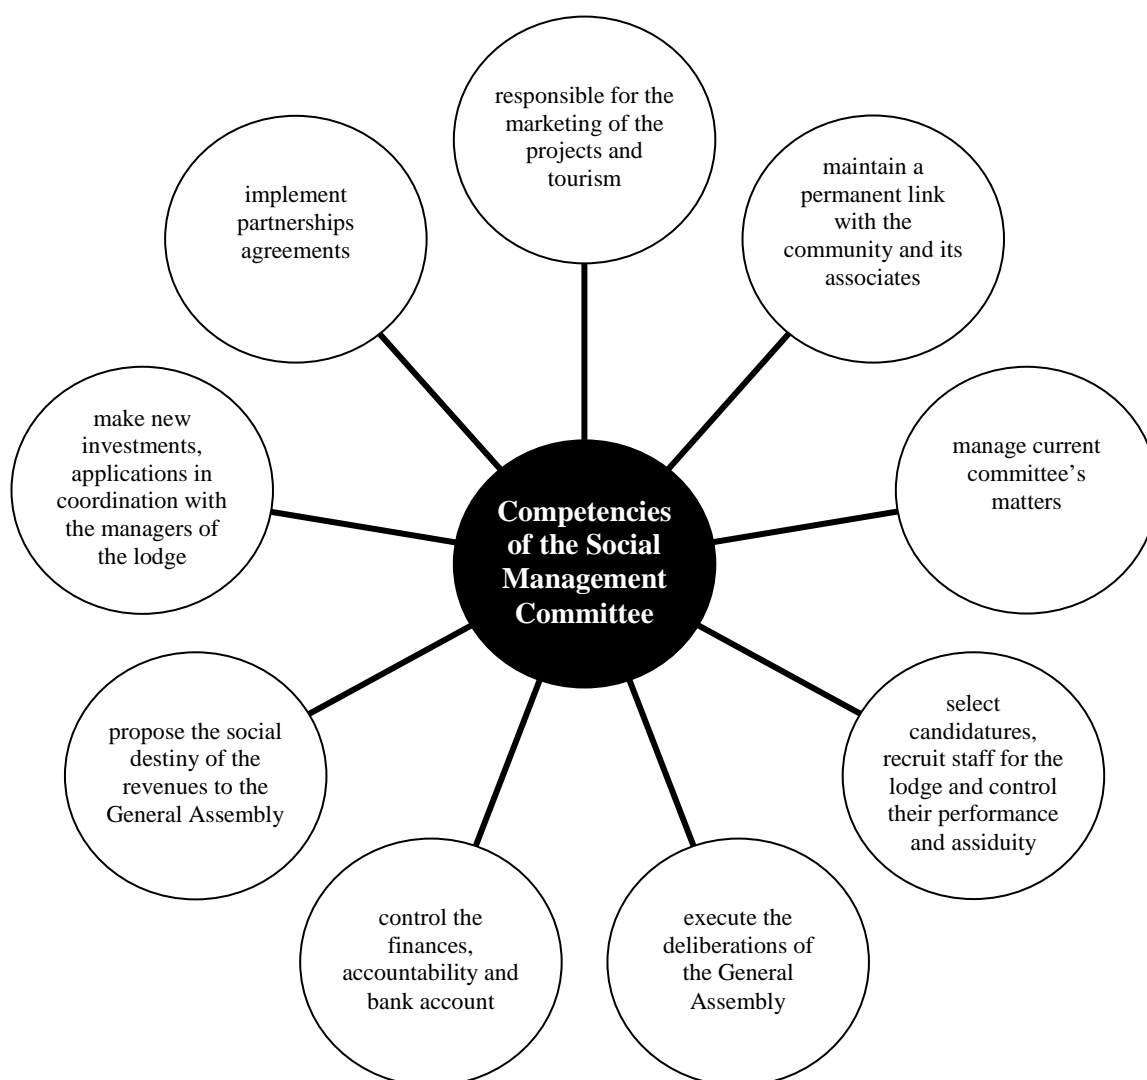 responsible for the
marketing of the
projects and
tourism
maintain a
permanent link
with the
community and its
associates
manage current
committee’s
matters
select
candidatures,
recruit staff for the
lodge and control
their performance
and assiduity
execute the
deliberations of
the General
Assembly
control the
finances,
accountability and
bank account
propose the social
destiny of the
revenues to the
General Assembly
make new
investments,
applications in
coordination with
the managers of
the lodge
implement
partnerships
agreements
Competencies
of the Social
Management
Committee